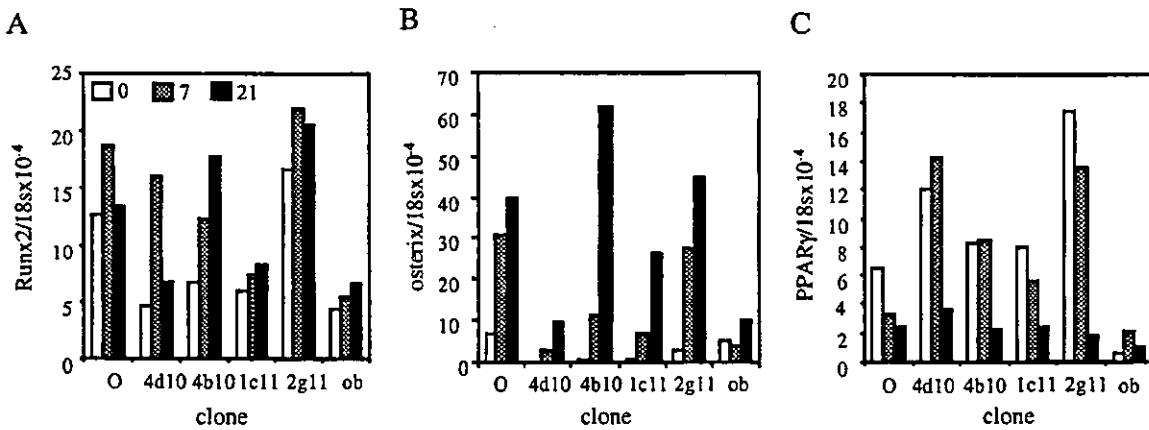 A
Runx2/18sx10-4
25
20
15
10
5
0
0 7 21
O 4d10 4b10 1c11 2g11 ob
clone
B
osterix/18sx10-4
70
60
50
40
30
20
10
0
O 4d10 4b10 1c11 2g11 ob
clone
C
PPARγ/18sx10-4
20
18
16
14
12
10
8
6
4
2
0
O 4d10 4b10 1c11 2g11 ob
clone